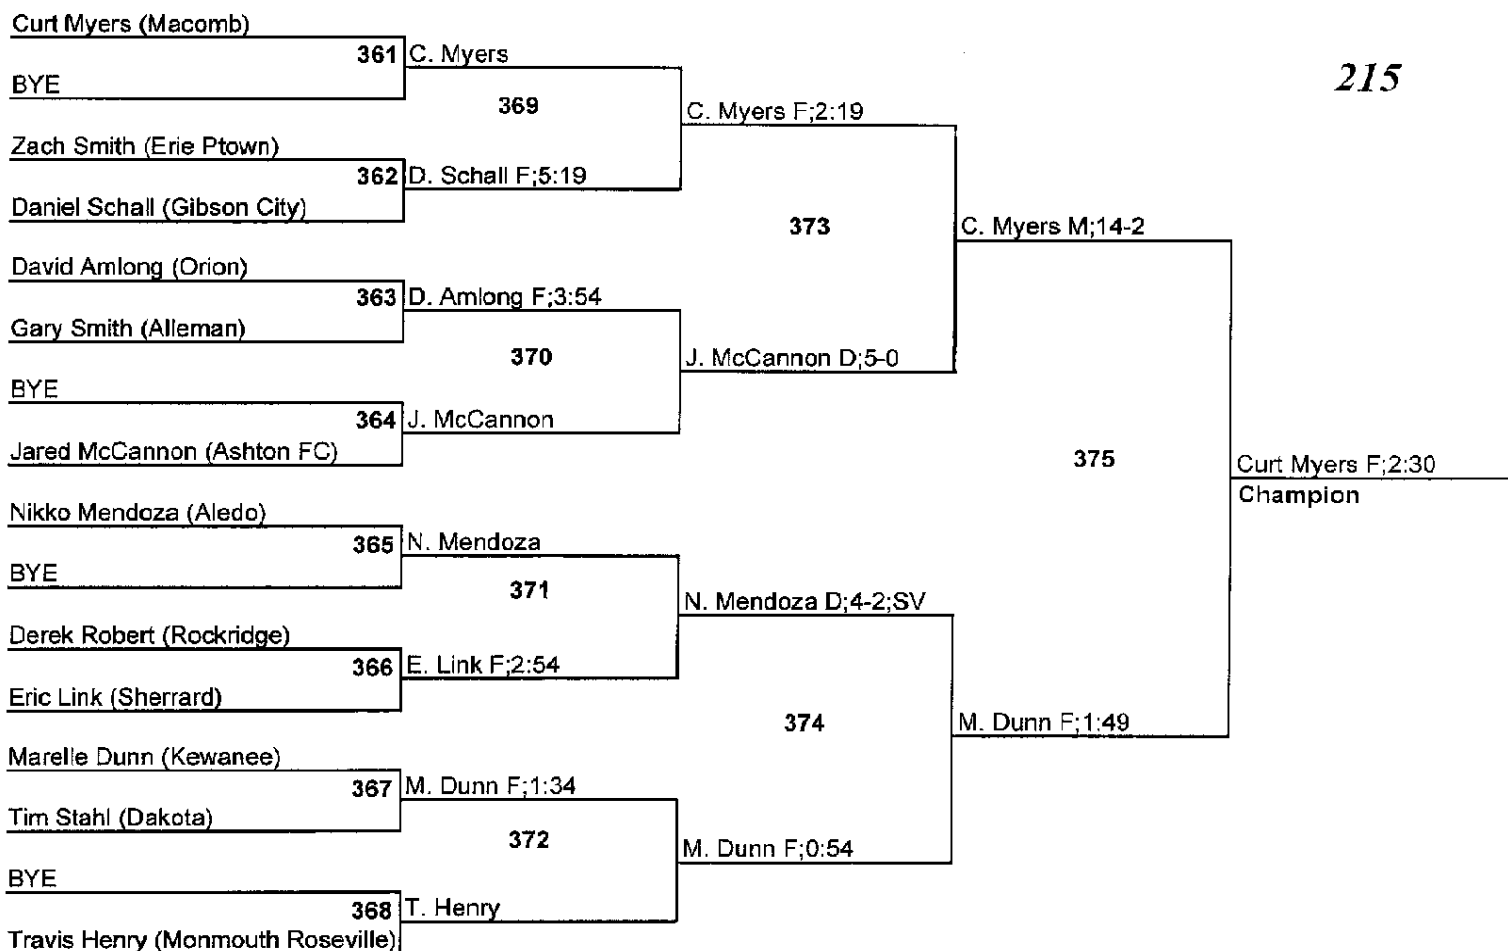 Curt Myers (Macomb)
361 C. Myers
BYE
215
369
C. Myers F;2:19
Zach Smith (Erie Ptown)
362 D. Schall F;5:19
Daniel Schall (Gibson City)
373
C. Myers M;14-2
David Amlong (Orion)
363 D. Amlong F;3:54
Gary Smith (Alleman)
370
J. McCannon D;5-0
BYE
364 J. McCannon
Jared McCannon (Ashton FC)
375
Curt Myers F;2:30
Champion
Nikko Mendoza (Aledo)
365 N. Mendoza
BYE
371
N. Mendoza D;4-2;SV
Derek Robert (Rockridge)
366 E. Link F;2:54
Eric Link (Sherrard)
374
M. Dunn F;1:49
Marelle Dunn (Kewanee)
367 M. Dunn F;1:34
Tim Stahl (Dakota)
372
M. Dunn F;0:54
BYE
368 T. Henry
Travis Henry (Monmouth Roseville)